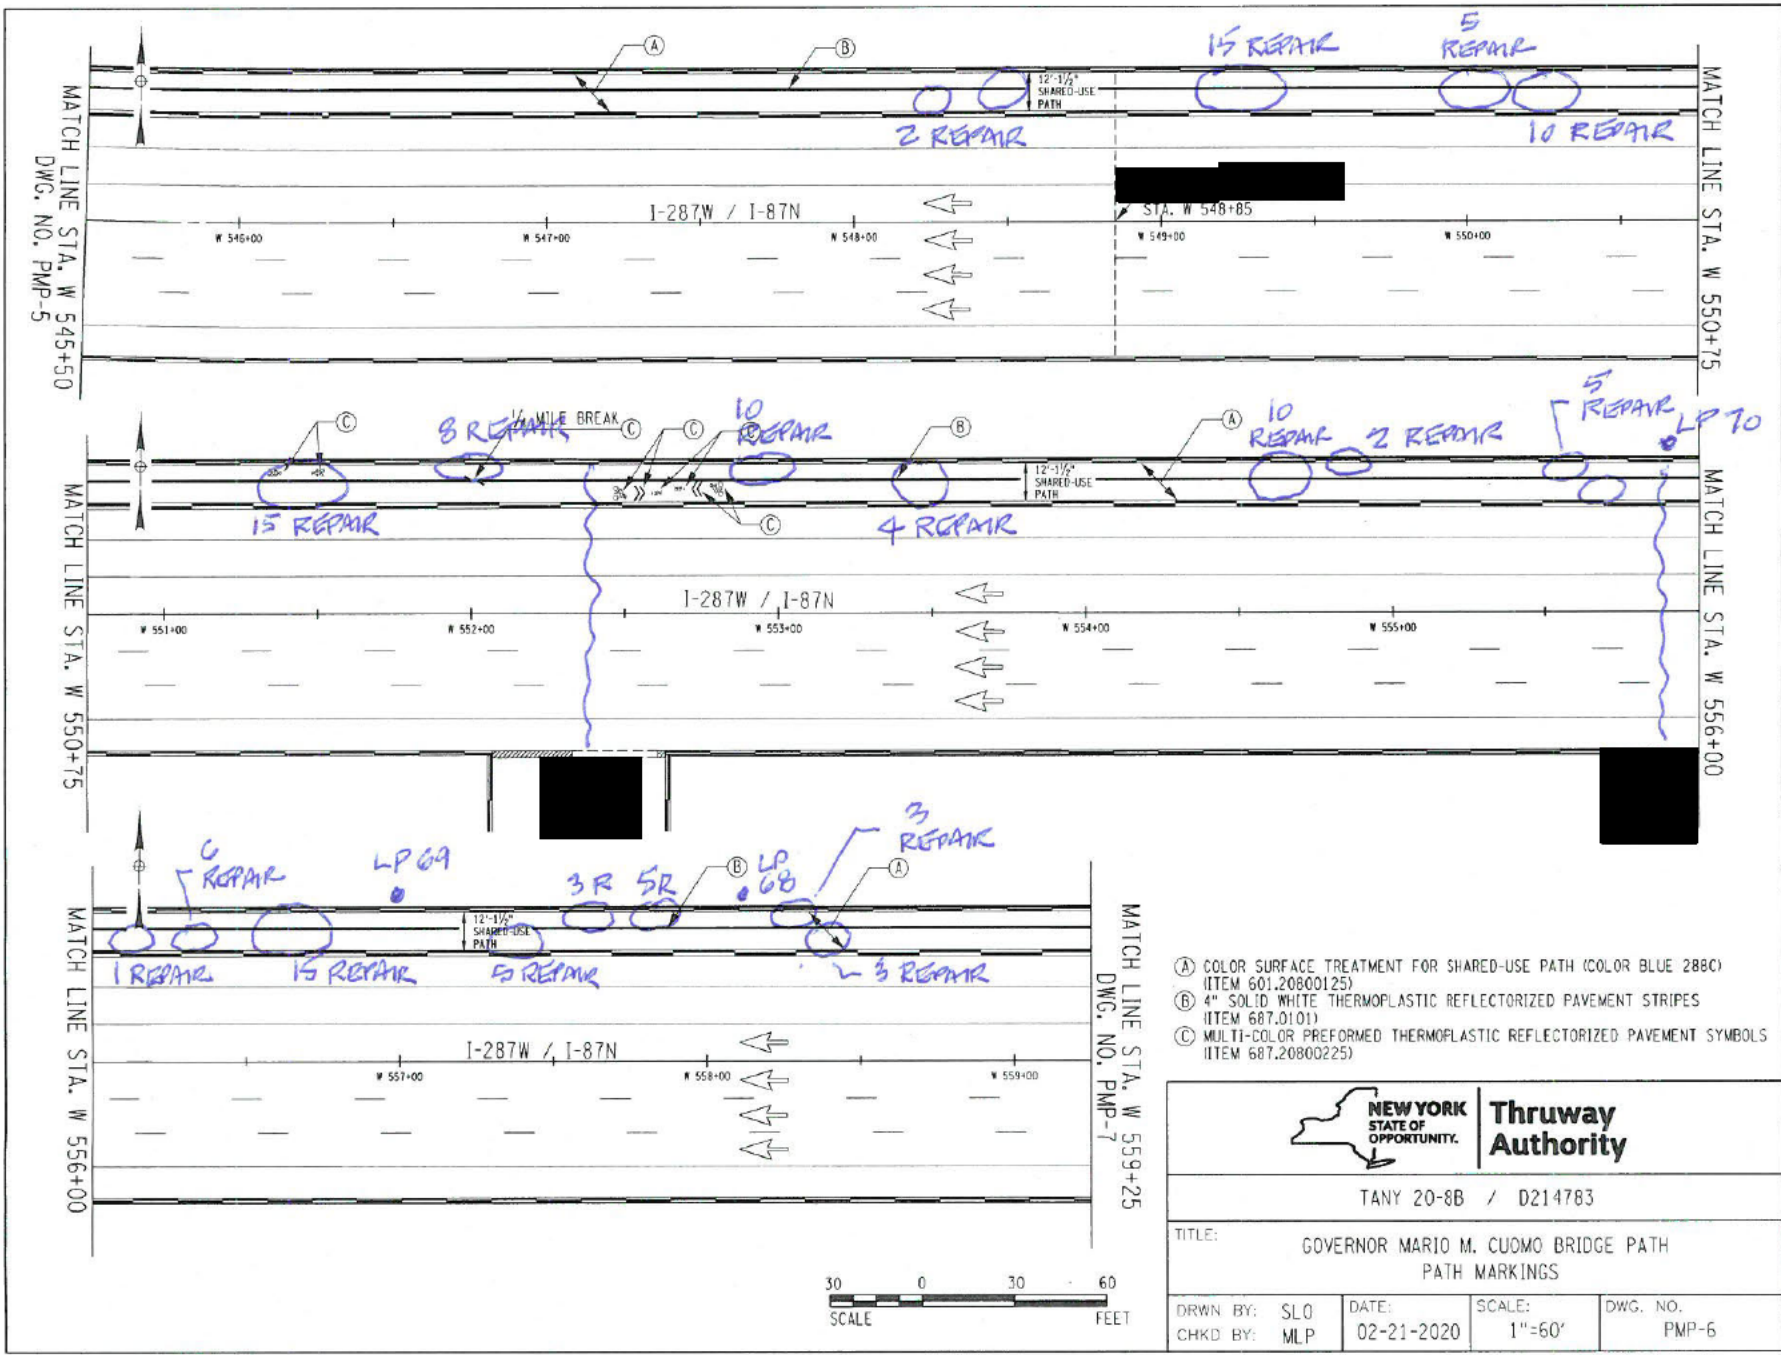 5
15 REPAIR
REPAIR
A
B
12'-1½"
SHARED-USE
PATH
2 REPAIR
10 REPAIR
MATCH LINE STA. W 545+50
DWG. NO. PMP-5
MATCH LINE STA. W 550+75
I-287W / I-87N
STA. W 548+85
W 546+00
W 547+00
W 548+00
W 549+00
W 550+00
C
8 REPAIR
¼ MILE BREAK
C
C
C
10
REPAIR
B
10
REPAIR
A
2 REPAIR
5
REPAIR
LP 70
12'-1½"
SHARED-USE
PATH
15 REPAIR
C
4 REPAIR
MATCH LINE STA. W 550+75
MATCH LINE STA. W 556+00
I-287W / I-87N
W 551+00
W 552+00
W 553+00
W 554+00
W 555+00
6
REPAIR
LP 69
3 R
5R
B
LP
68
3
REPAIR
A
12'-1½"
SHARED-USE
PATH
1 REPAIR
15 REPAIR
5 REPAIR
3 REPAIR
MATCH LINE STA. W 556+00
MATCH LINE STA. W 559+25
DWG. NO. PMP-7
I-287W / I-87N
W 557+00
W 558+00
W 559+00
A COLOR SURFACE TREATMENT FOR SHARED-USE PATH (COLOR BLUE 288C)
(ITEM 601.20800125)
B 4" SOLID WHITE THERMOPLASTIC REFLECTORIZED PAVEMENT STRIPES
(ITEM 687.0101)
C MULTI-COLOR PREFORMED THERMOPLASTIC REFLECTORIZED PAVEMENT SYMBOLS
(ITEM 687.20800225)
NEW YORK
STATE OF
OPPORTUNITY.
Thruway
Authority
TANY 20-8B / D214783
TITLE:
GOVERNOR MARIO M. CUOMO BRIDGE PATH
PATH MARKINGS
30 0 30 60
SCALE FEET
DRWN BY: SLO
CHKD BY: MLP
DATE:
02-21-2020
SCALE:
1"=60'
DWG. NO.
PMP-6